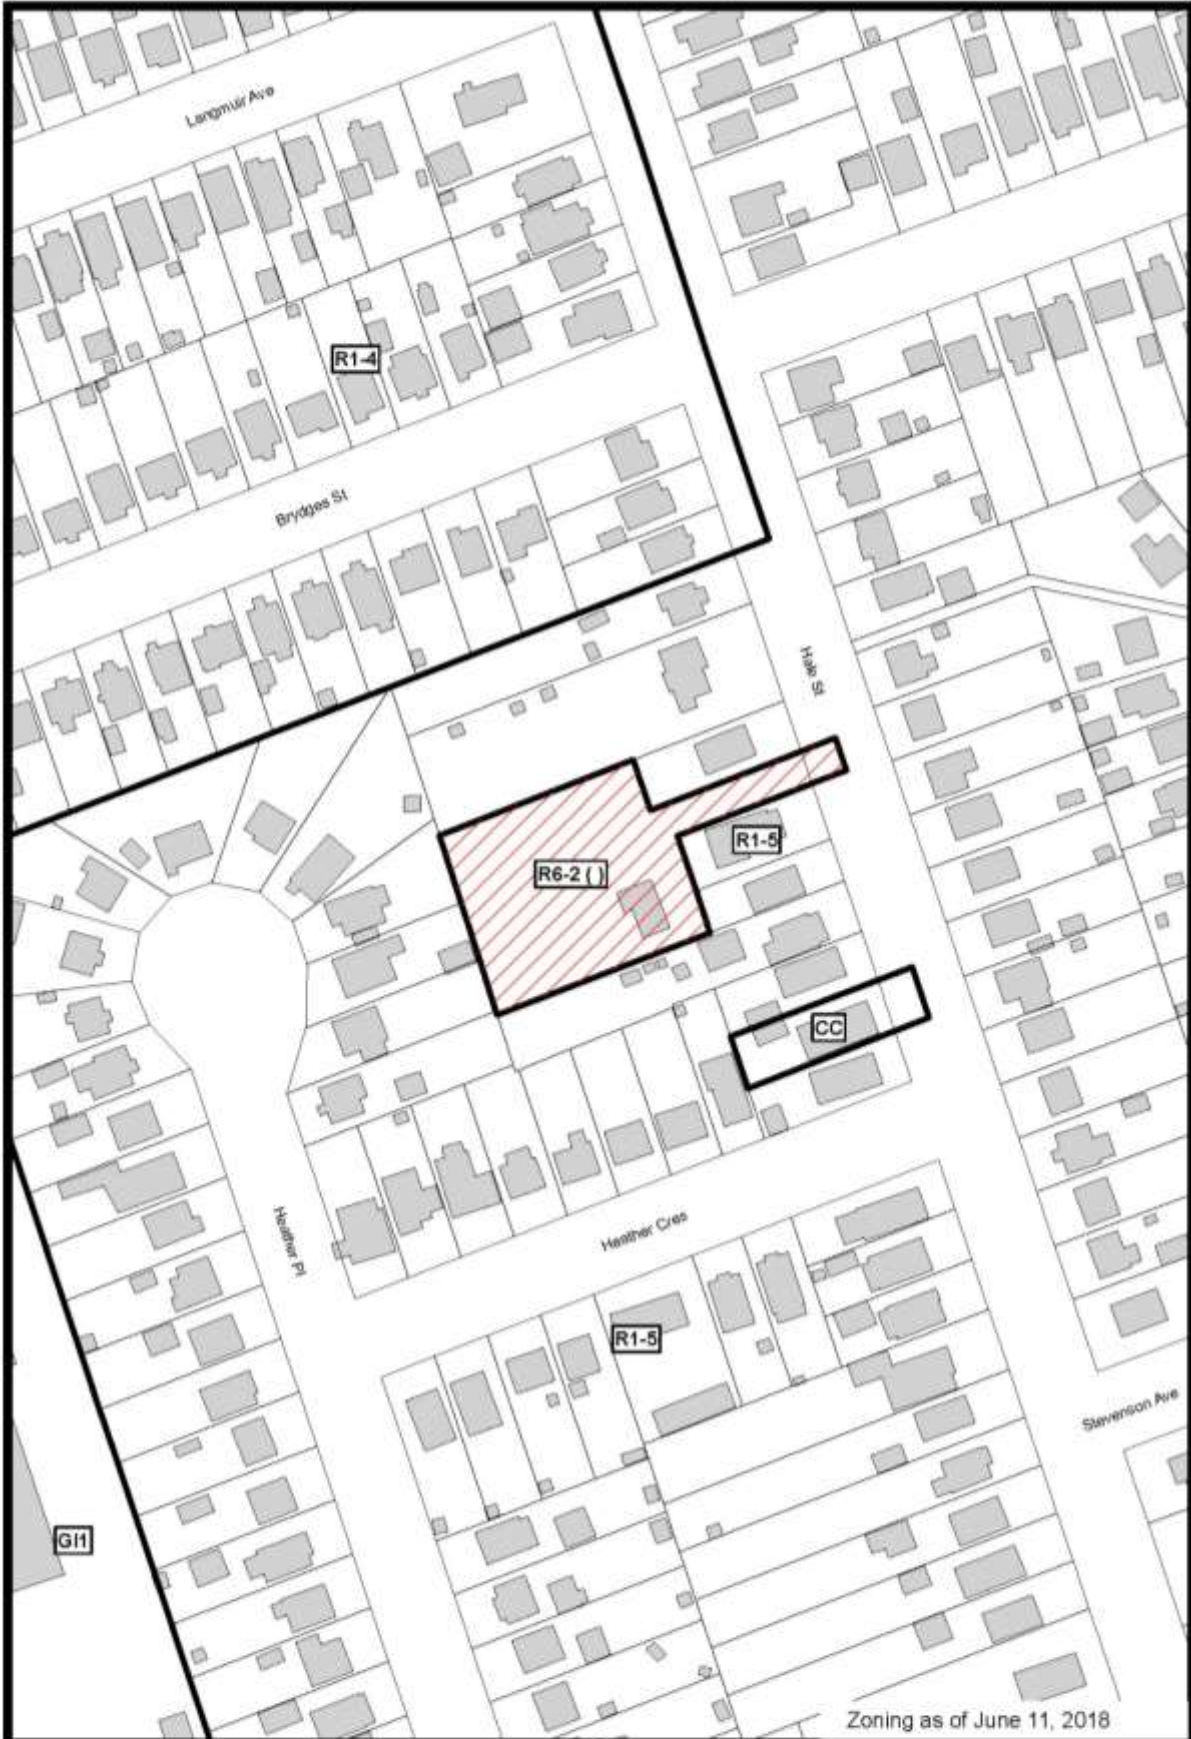 Langmuir Ave
R1-4
Brydges St
Hale St
R1-5
R6-2 ( )
CC
Heather Pl
Heather Cres
R1-5
Stevenson Ave
GI1
Zoning as of June 11, 2018